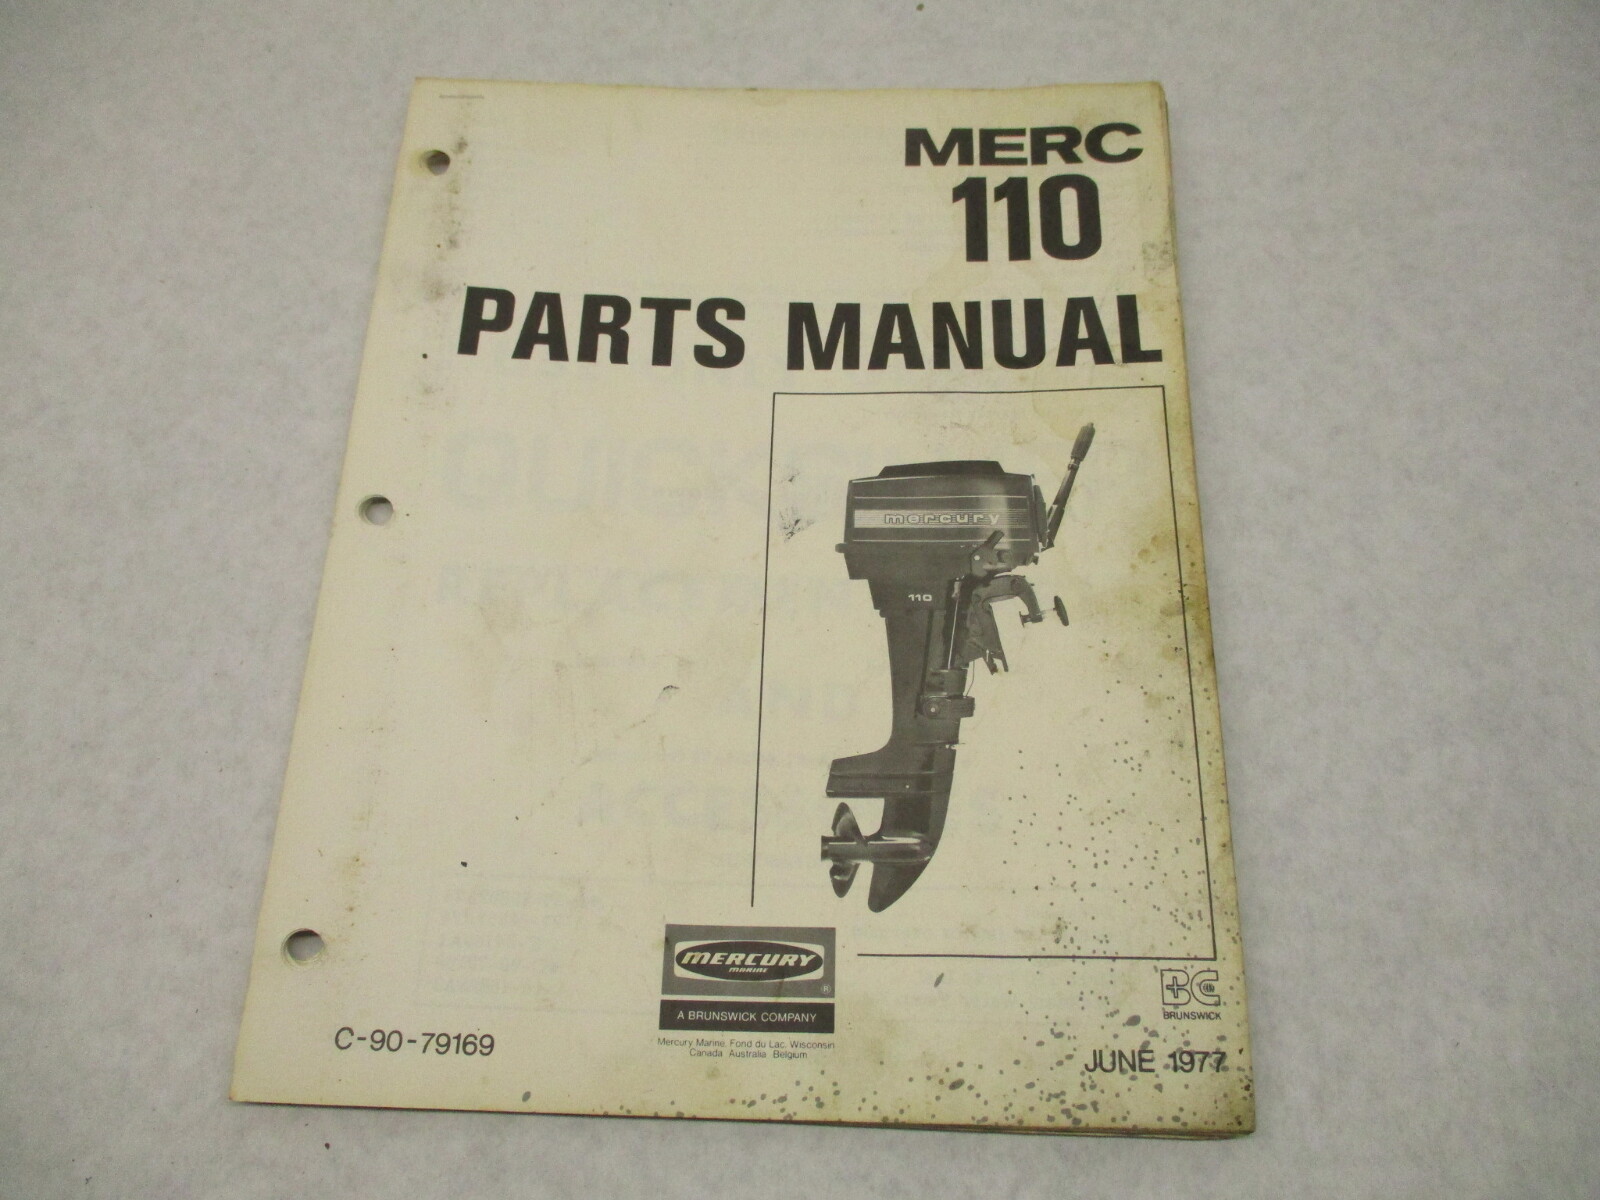 MERC
110
PARTS MANUAL
mercury
110
MERCURY
MARINE
®
A BRUNSWICK COMPANY
Mercury Marine, Fond du Lac, Wisconsin
Canada Australia Belgium
BC
BRUNSWICK
C-90-79169
JUNE 1977